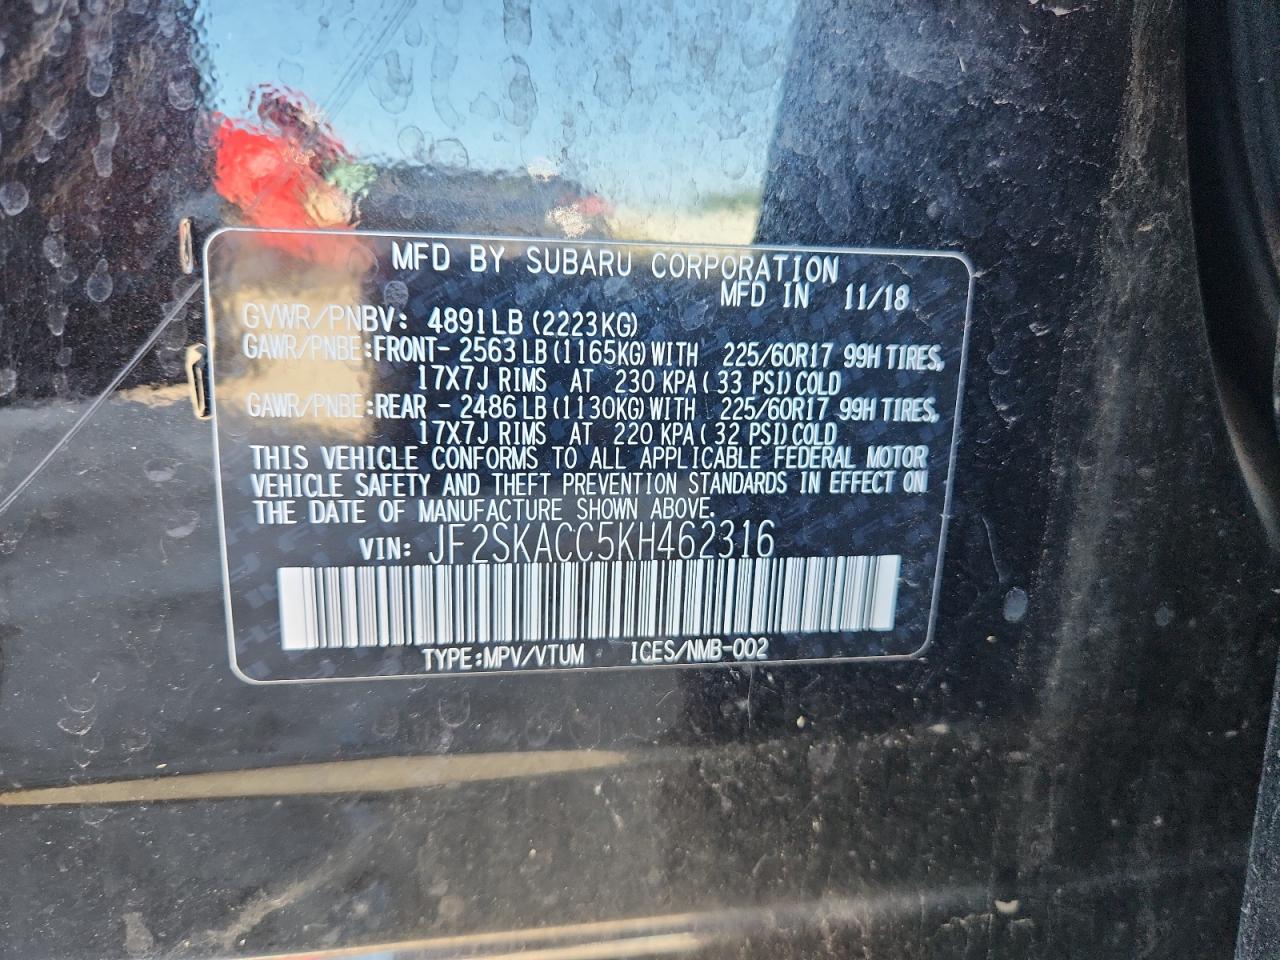 MFD BY SUBARU CORPORATION
MFD IN 11/18
GVWR/PNBV: 4891LB (2223KG)
GAWR/PNBE:FRONT- 2563LB (1165KG) WITH 225/60R17 99H TIRES,
17X7J RIMS AT 230 KPA ( 33 PSI) COLD
GAWR/PNBE:REAR - 2486LB (1130KG) WITH 225/60R17 99H TIRES,
17X7J RIMS AT 220 KPA ( 32 PSI) COLD
THIS VEHICLE CONFORMS TO ALL APPLICABLE FEDERAL MOTOR
VEHICLE SAFETY AND THEFT PREVENTION STANDARDS IN EFFECT ON
THE DATE OF MANUFACTURE SHOWN ABOVE.
VIN: JF2SKACC5KH462316
TYPE:MPV/VTUM ICES/NMB-002